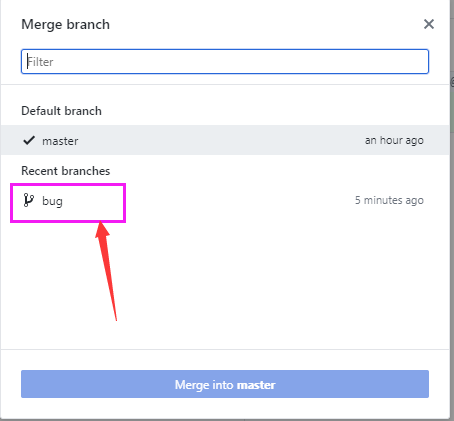 Merge branch
Filter
Default branch
master an hour ago
Recent branches
bug 5 minutes ago
Merge into master